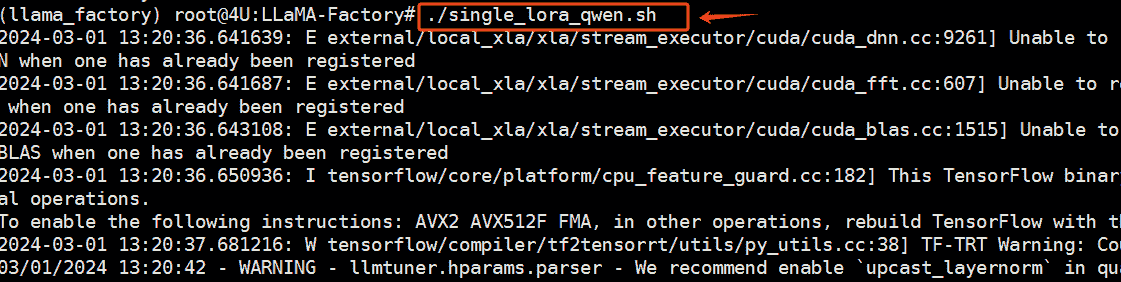 (llama_factory) root@4U:LLaMA-Factory# ./single_lora_qwen.sh
2024-03-01 13:20:36.641639: E external/local_xla/xla/stream_executor/cuda/cuda_dnn.cc:9261] Unable to
N when one has already been registered
2024-03-01 13:20:36.641687: E external/local_xla/xla/stream_executor/cuda/cuda_fft.cc:607] Unable to r
 when one has already been registered
2024-03-01 13:20:36.643108: E external/local_xla/xla/stream_executor/cuda/cuda_blas.cc:1515] Unable to
BLAS when one has already been registered
2024-03-01 13:20:36.650936: I tensorflow/core/platform/cpu_feature_guard.cc:182] This TensorFlow binar
al operations.
To enable the following instructions: AVX2 AVX512F FMA, in other operations, rebuild TensorFlow with th
2024-03-01 13:20:37.681216: W tensorflow/compiler/tf2tensorrt/utils/py_utils.cc:38] TF-TRT Warning: Cou
03/01/2024 13:20:42 - WARNING - llmtuner.hparams.parser - We recommend enable `upcast_layernorm` in qua